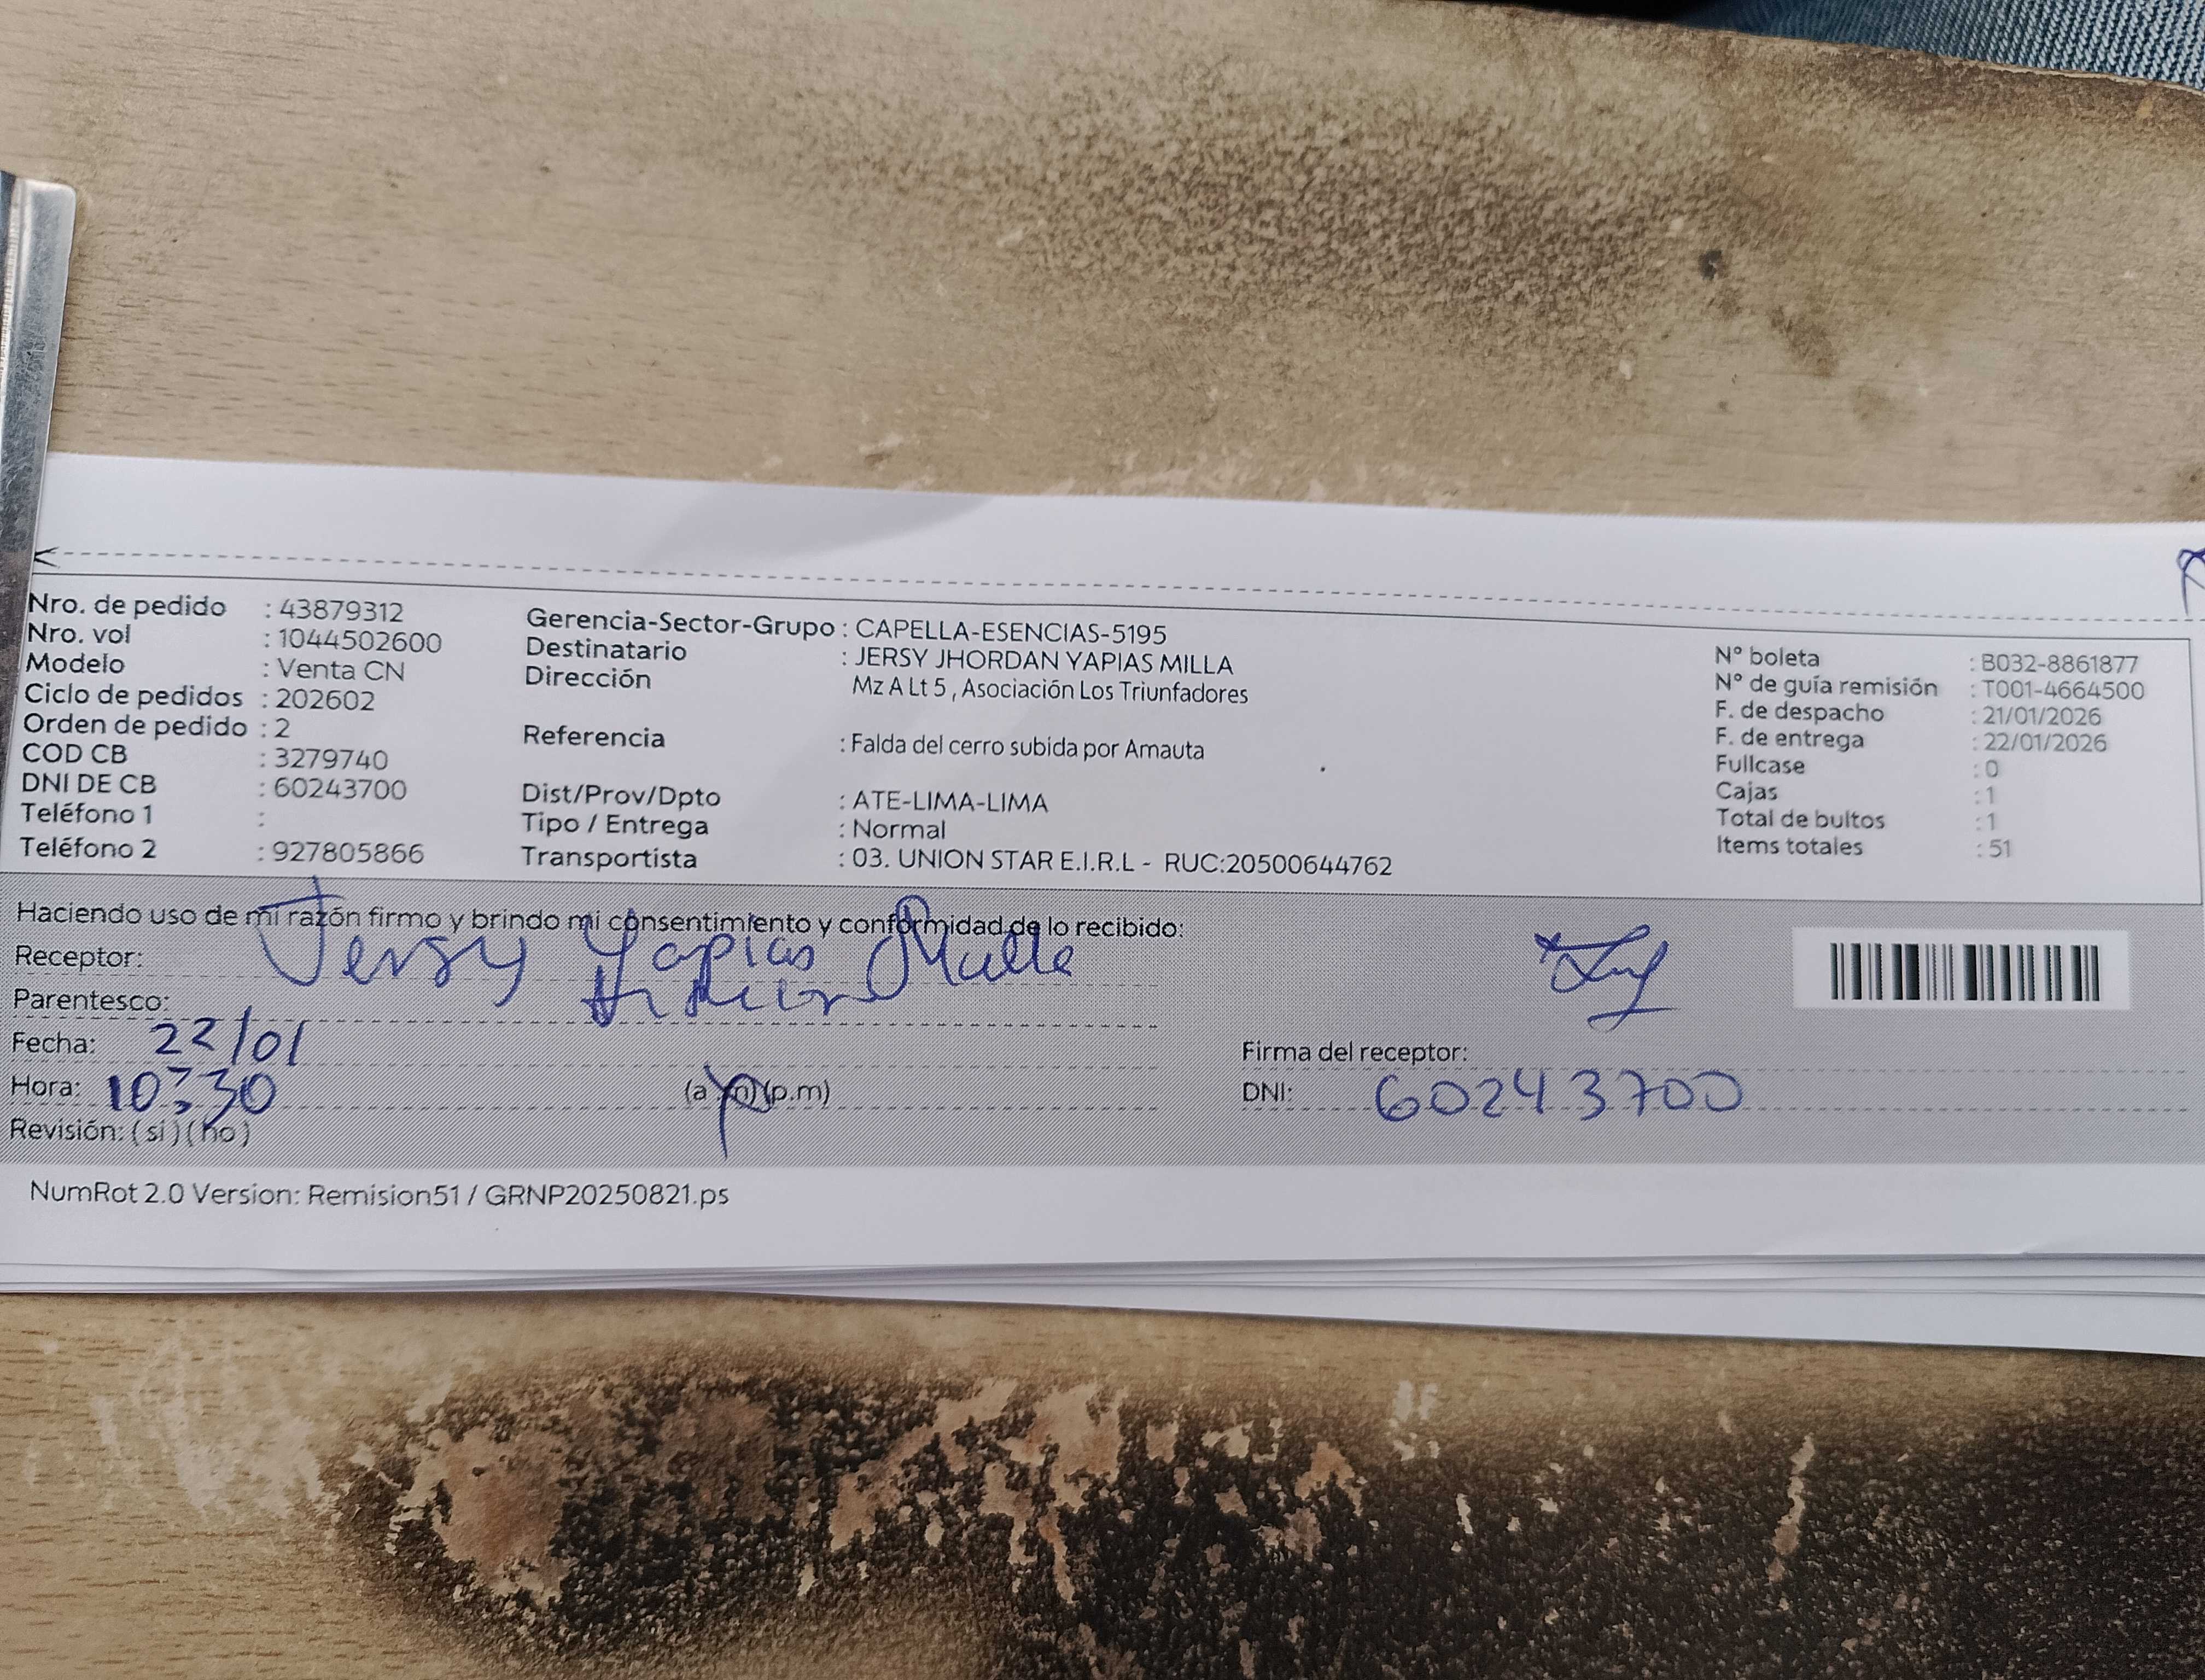 Nro. de pedido : 43879312
Nro. vol : 1044502600
Modelo : Venta CN
Ciclo de pedidos : 202602
Orden de pedido : 2
COD CB : 3279740
DNI DE CB : 60243700
Teléfono 1 :
Teléfono 2 : 927805866
Gerencia-Sector-Grupo : CAPELLA-ESENCIAS-5195
Destinatario : JERSY JHORDAN YAPIAS MILLA
Dirección Mz A Lt 5 , Asociación Los Triunfadores
Referencia : Falda del cerro subida por Amauta
Dist/Prov/Dpto : ATE-LIMA-LIMA
Tipo / Entrega : Normal
Transportista : 03. UNION STAR E.I.R.L - RUC:20500644762
N° boleta : B032-8861877
N° de guía remisión : T001-4664500
F. de despacho : 21/01/2026
F. de entrega : 22/01/2026
Fullcase : 0
Cajas : 1
Total de bultos : 1
Items totales : 51
Haciendo uso de mi razón firmo y brindo mi consentimiento y conformidad de lo recibido:
Receptor: Jersy Yapias
Parentesco:
Fecha: 22/01
Hora: 10:30 (a.m)(p.m)
Revisión: (si)(no)
Firma del receptor:
DNI: 60243700
NumRot 2.0 Version: Remision51 / GRNP20250821.ps